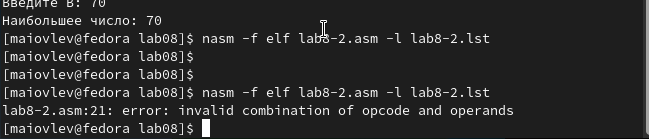 Введите B: 70
Наибольшее число: 70
[maiovlev@fedora lab08]$ nasm -f elf lab8-2.asm -l lab8-2.lst
[maiovlev@fedora lab08]$
[maiovlev@fedora lab08]$
[maiovlev@fedora lab08]$ nasm -f elf lab8-2.asm -l lab8-2.lst
lab8-2.asm:21: error: invalid combination of opcode and operands
[maiovlev@fedora lab08]$